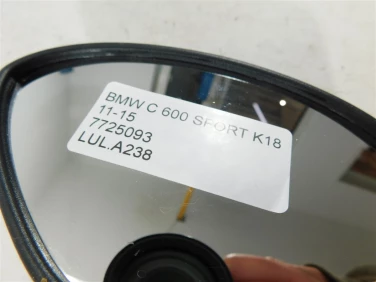 BMW C 600 SPORT K18
11-15
7725093
LUL.A238